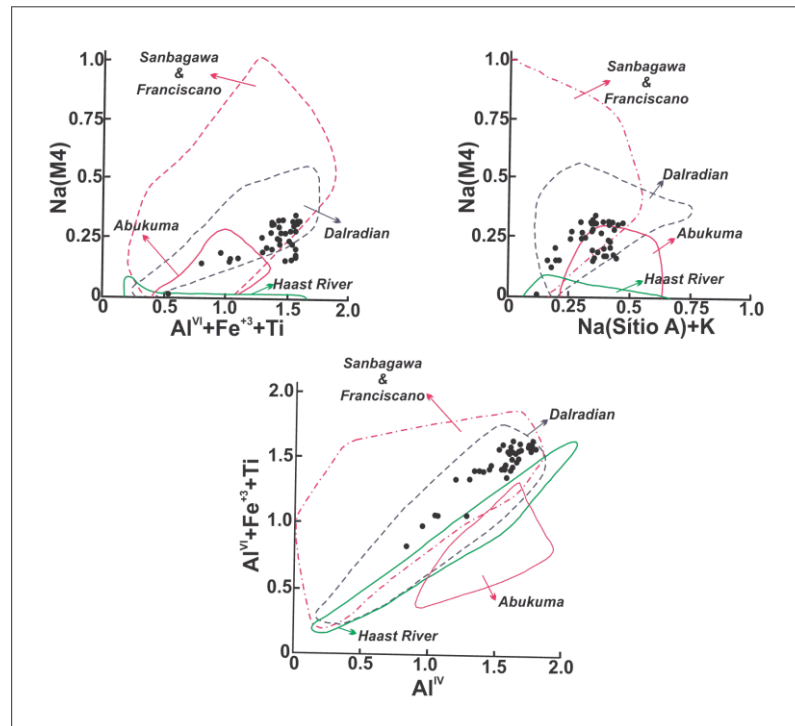 Sanbagawa
&
Franciscano
Na(M4)
1.0
0.75
0.5
0.25
0
Abukuma
Dalradian
Haast River
0 0.5 1.0 1.5 2.0
Al^VI+Fe^+3+Ti
Sanbagawa
&
Franciscano
Na(M4)
1.0
0.75
0.5
0.25
0
Dalradian
Abukuma
Haast River
0 0.25 0.50 0.75 1.0
Na(Sítio A)+K
Sanbagawa
&
Franciscano
Al^VI+Fe^+3+Ti
2.0
1.5
1.0
0.5
0
Dalradian
Abukuma
Haast River
0 0.5 1.0 1.5 2.0
Al^IV